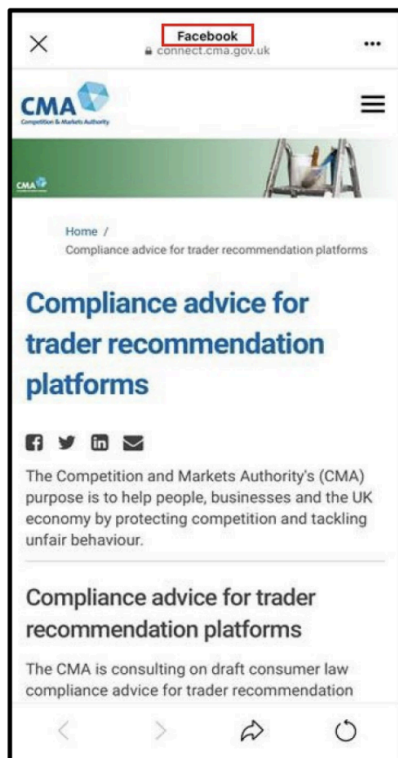 Facebook
connect.cma.gov.uk
CMA
Competition & Markets Authority
CMA
Home /
Compliance advice for trader recommendation platforms
Compliance advice for
trader recommendation
platforms
The Competition and Markets Authority's (CMA)
purpose is to help people, businesses and the UK
economy by protecting competition and tackling
unfair behaviour.
Compliance advice for trader
recommendation platforms
The CMA is consulting on draft consumer law
compliance advice for trader recommendation